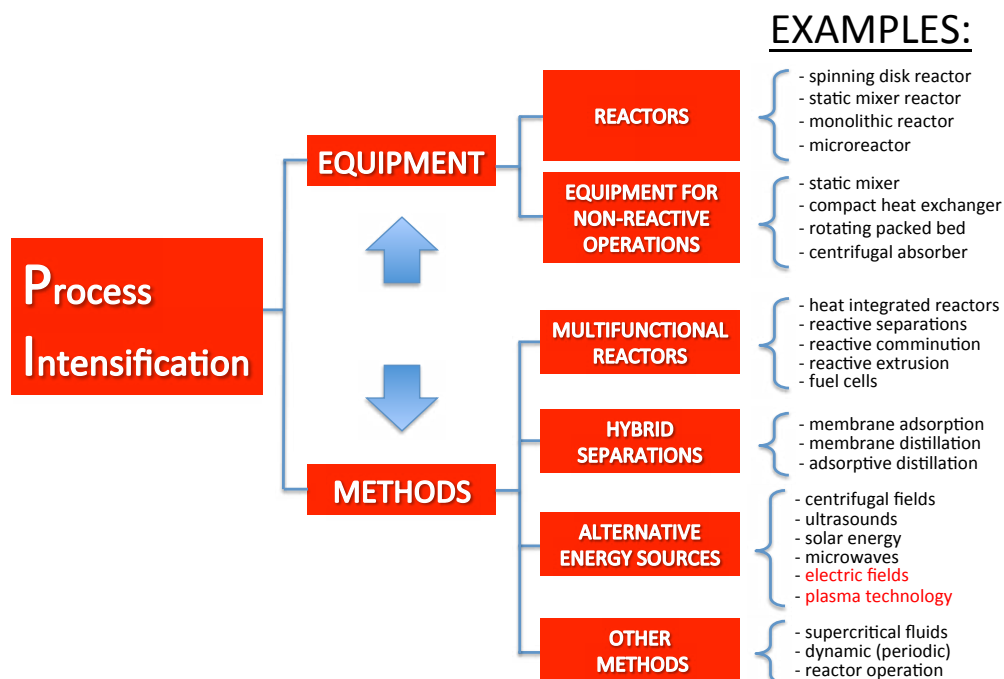 EXAMPLES:
Process
Intensification
EQUIPMENT
REACTORS
- spinning disk reactor
- static mixer reactor
- monolithic reactor
- microreactor
EQUIPMENT FOR
NON-REACTIVE
OPERATIONS
- static mixer
- compact heat exchanger
- rotating packed bed
- centrifugal absorber
METHODS
MULTIFUNCTIONAL
REACTORS
- heat integrated reactors
- reactive separations
- reactive comminution
- reactive extrusion
- fuel cells
HYBRID
SEPARATIONS
- membrane adsorption
- membrane distillation
- adsorptive distillation
ALTERNATIVE
ENERGY SOURCES
- centrifugal fields
- ultrasounds
- solar energy
- microwaves
- electric fields
- plasma technology
OTHER
METHODS
- supercritical fluids
- dynamic (periodic)
- reactor operation